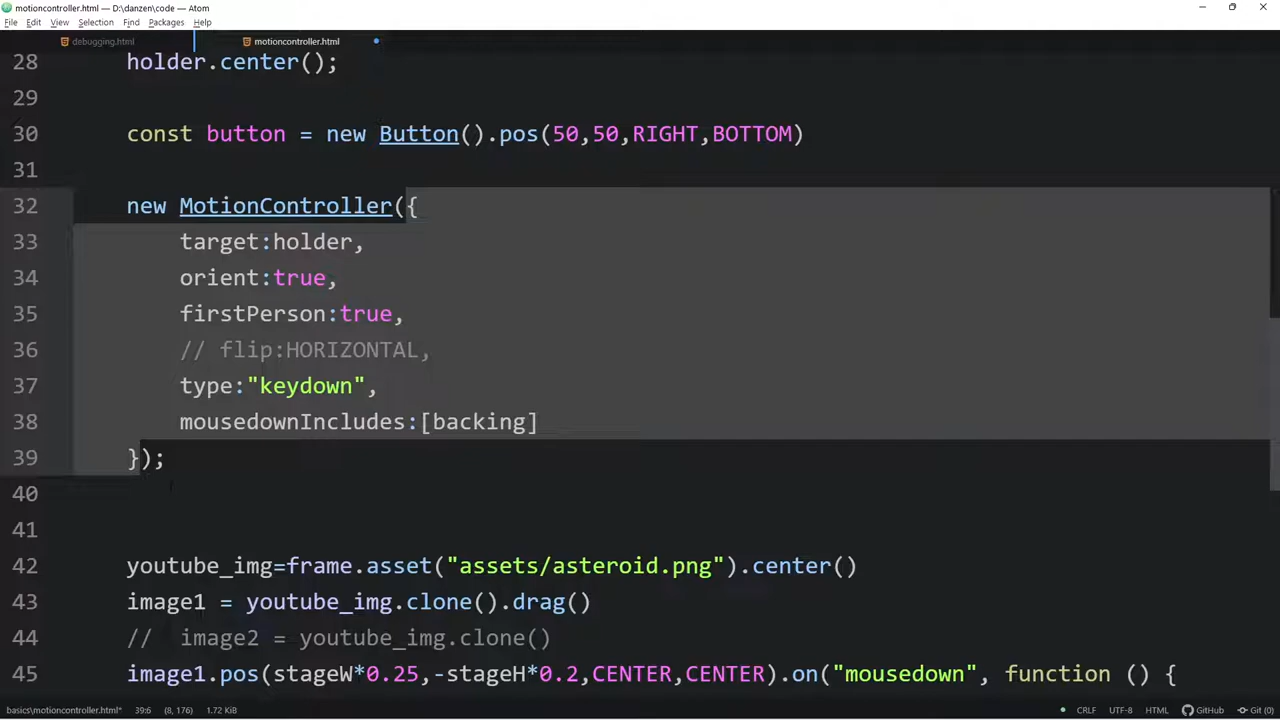 motioncontroller.html — D:\danzen\code — Atom
File Edit View Selection Find Packages Help
debugging.html motioncontroller.html
28 holder.center();
29
30 const button = new Button().pos(50,50,RIGHT,BOTTOM)
31
32 new MotionController({
33 target:holder,
34 orient:true,
35 firstPerson:true,
36 // flip:HORIZONTAL,
37 type:"keydown",
38 mousedownIncludes:[backing]
39 });
40
41
42 youtube_img=frame.asset("assets/asteroid.png").center()
43 image1 = youtube_img.clone().drag()
44 // image2 = youtube_img.clone()
45 image1.pos(stageW*0.25,-stageH*0.2,CENTER,CENTER).on("mousedown", function () {
basics\motioncontroller.html* 39:6 (8, 176) 1.72 KiB CRLF UTF-8 HTML GitHub Git (0)